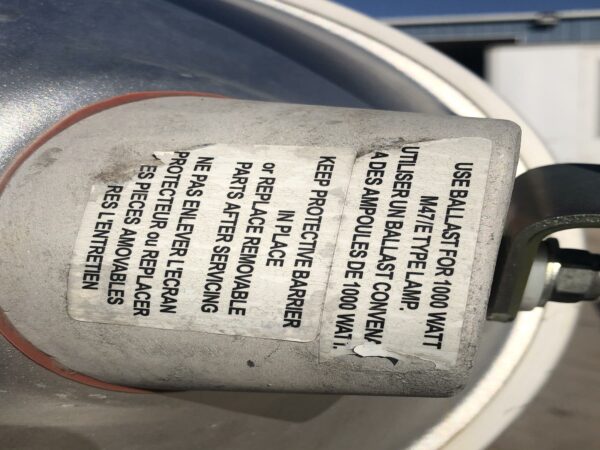 USE BALLAST FOR 1000 WATT
M47/E TYPE LAMP.
UTILISER UN BALLAST CONVENA
A DES AMPOULES DE 1000 WAT
KEEP PROTECTIVE BARRIER
IN PLACE
or REPLACE REMOVABLE
PARTS AFTER SERVICING
NE PAS ENLEVER L'ECRAN
PROTECTEUR ou REPLACER
ES PIECES AMOVABLES
RES L'ENTRETIEN